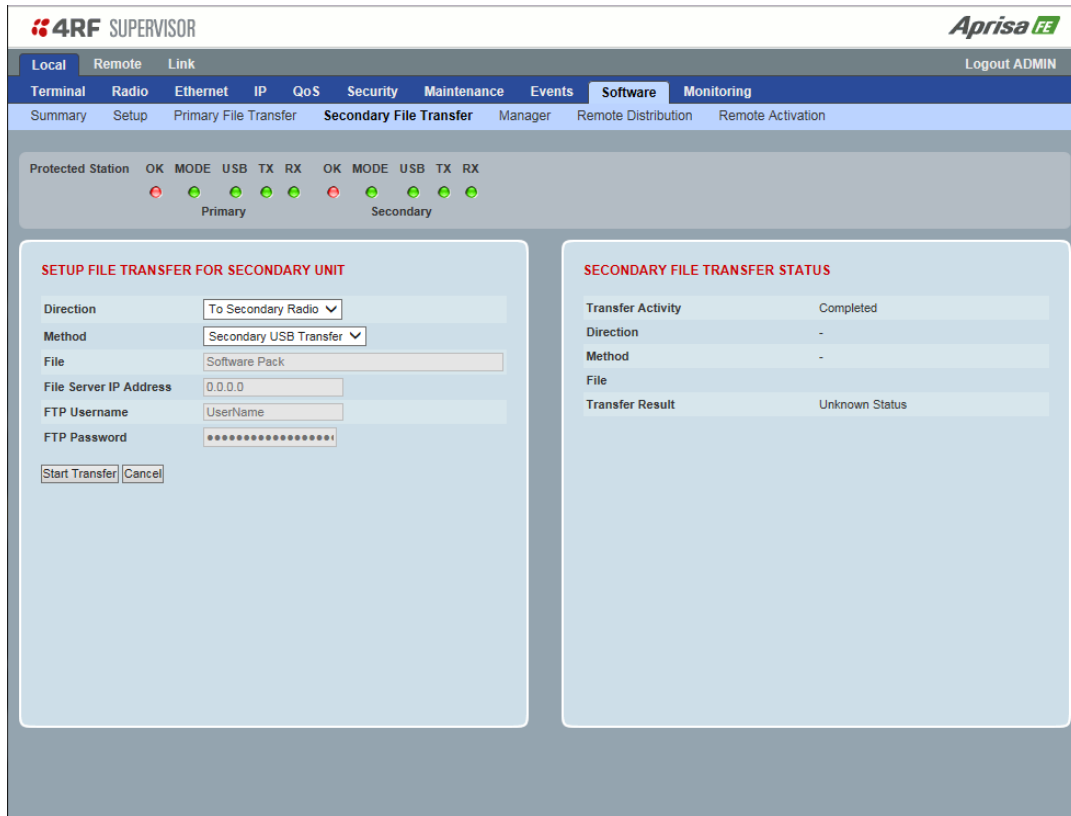 4RF SUPERVISOR
Aprisa FE
Local Remote Link Logout ADMIN
Terminal Radio Ethernet IP QoS Security Maintenance Events Software Monitoring
Summary Setup Primary File Transfer Secondary File Transfer Manager Remote Distribution Remote Activation
Protected Station OK MODE USB TX RX OK MODE USB TX RX
Primary Secondary
SETUP FILE TRANSFER FOR SECONDARY UNIT
Direction To Secondary Radio
Method Secondary USB Transfer
File Software Pack
File Server IP Address 0.0.0.0
FTP Username UserName
FTP Password ••••••••••••••••••
Start Transfer Cancel
SECONDARY FILE TRANSFER STATUS
Transfer Activity Completed
Direction -
Method -
File
Transfer Result Unknown Status